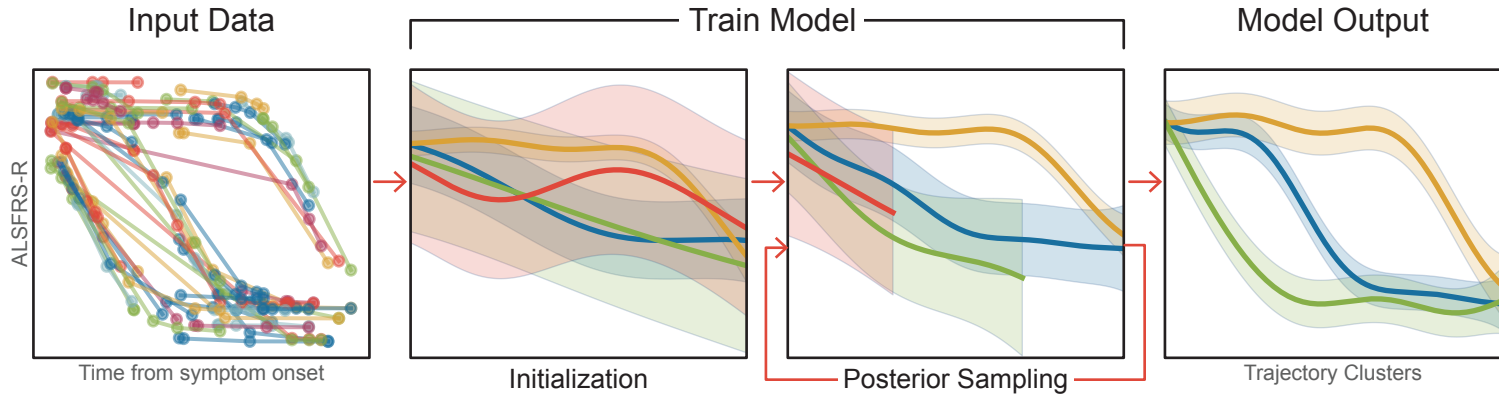 Input Data
Train Model
Model Output
ALSFRS-R
Time from symptom onset
Initialization
Posterior Sampling
Trajectory Clusters